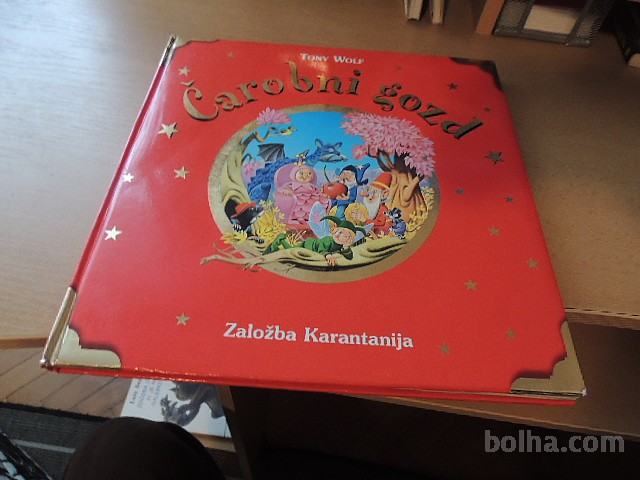 TONY WOLF
Čarobni gozd
Založba Karantanija
bolha.com